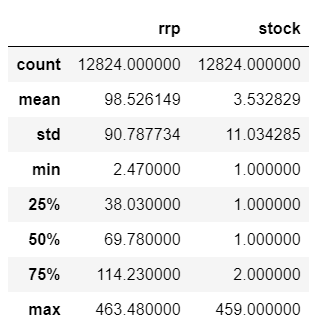 rrp stock
count 12824.000000 12824.000000
mean 98.526149 3.532829
std 90.787734 11.034285
min 2.470000 1.000000
25% 38.030000 1.000000
50% 69.780000 1.000000
75% 114.230000 2.000000
max 463.480000 459.000000